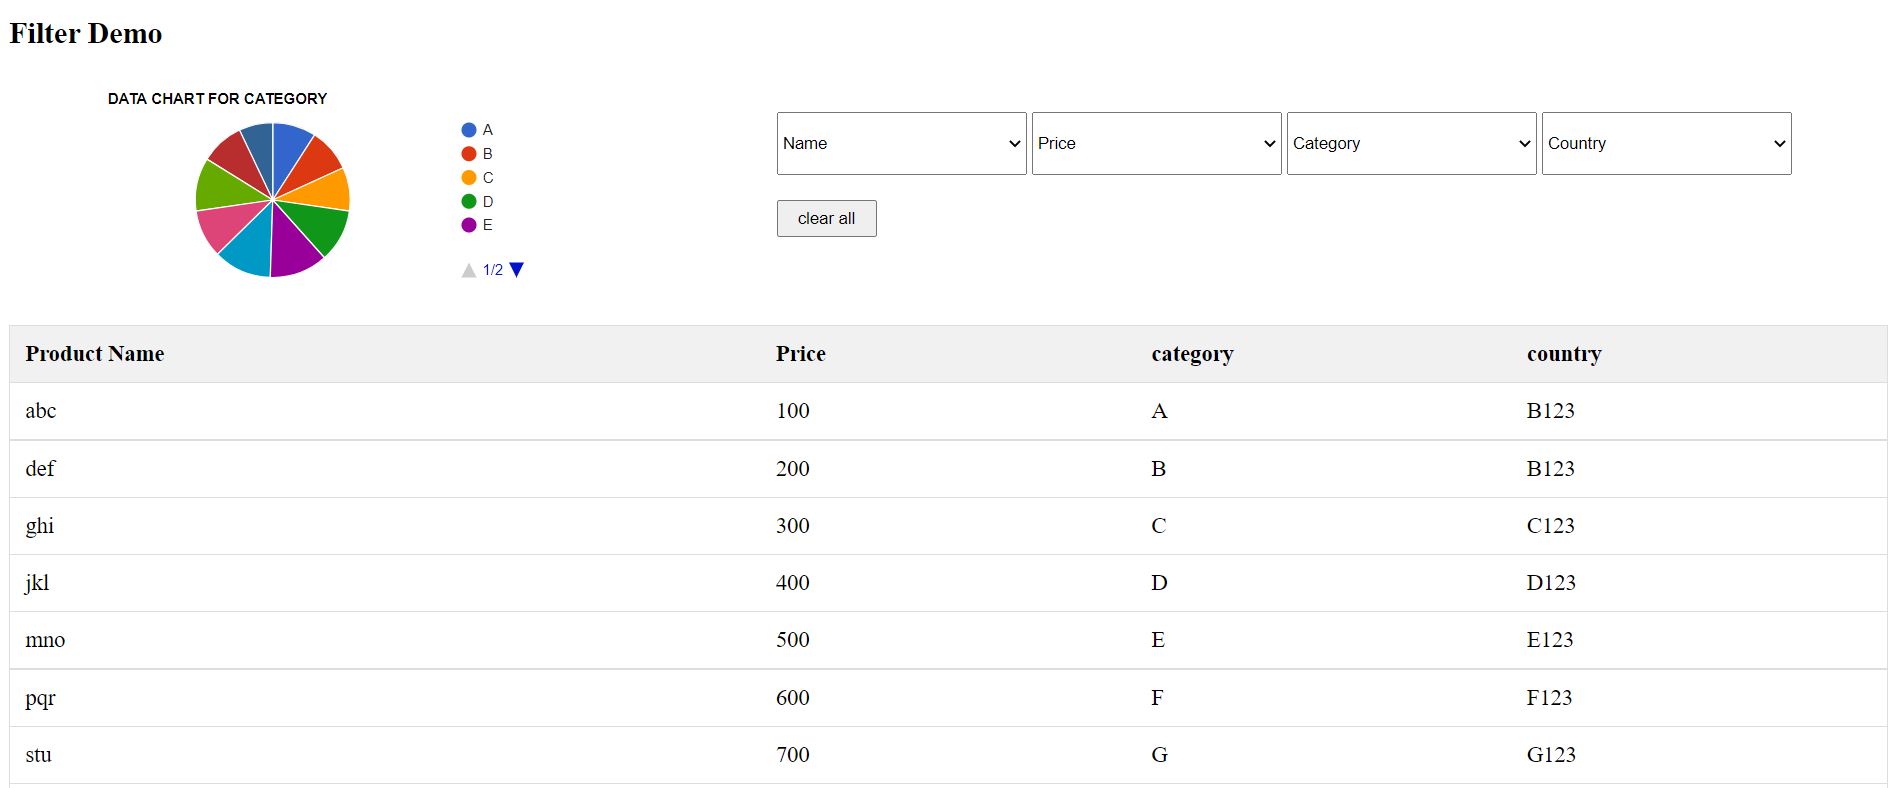 Filter Demo
DATA CHART FOR CATEGORY
A
B
C
D
E
1/2
Name Price Category Country
clear all
Product Name Price category country
abc 100 A B123
def 200 B B123
ghi 300 C C123
jkl 400 D D123
mno 500 E E123
pqr 600 F F123
stu 700 G G123